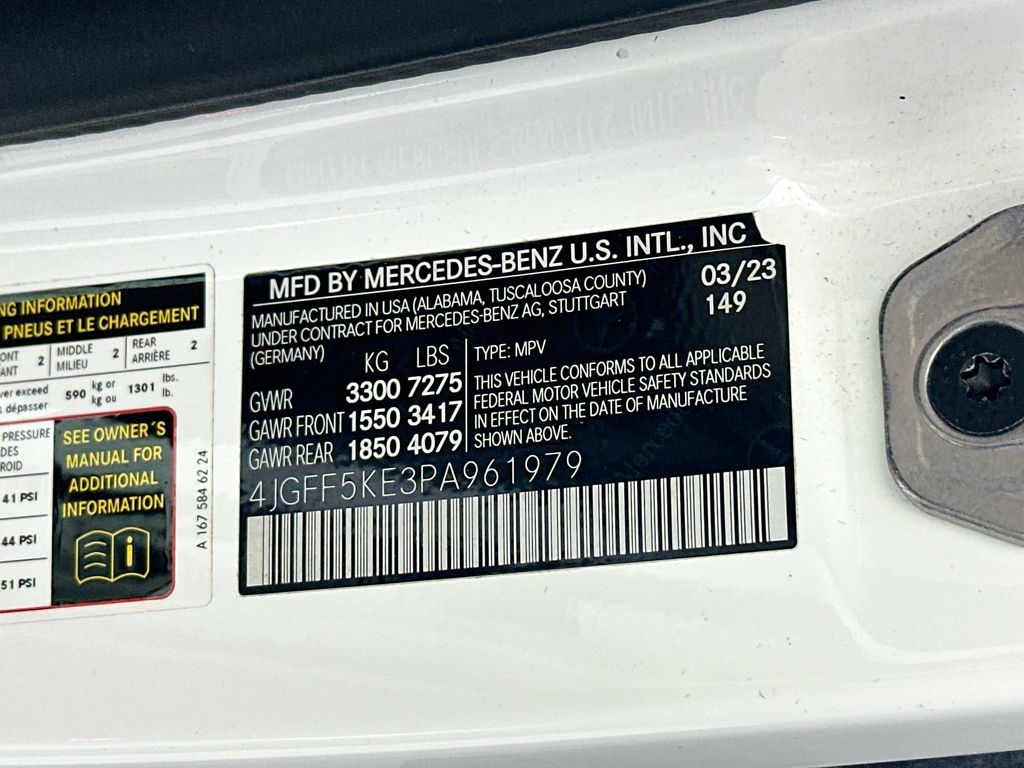 NG INFORMATION
PNEUS ET LE CHARGEMENT
ONT 2 MIDDLE 2 REAR 2
ANT MILIEU ARRIÈRE
ver exceed 590 kg or 1301 lbs.
s dépasser kg ou lb.
PRESSURE
DES
ROID
41 PSI
44 PSI
51 PSI
SEE OWNER´S
MANUAL FOR
ADDITIONAL
INFORMATION
A 167 584 62 24
MFD BY MERCEDES-BENZ U.S. INTL., INC
MANUFACTURED IN USA (ALABAMA, TUSCALOOSA COUNTY) 03/23
UNDER CONTRACT FOR MERCEDES-BENZ AG, STUTTGART 149
(GERMANY)
KG LBS
GVWR 3300 7275
GAWR FRONT 1550 3417
GAWR REAR 1850 4079
TYPE: MPV
THIS VEHICLE CONFORMS TO ALL APPLICABLE
FEDERAL MOTOR VEHICLE SAFETY STANDARDS
IN EFFECT ON THE DATE OF MANUFACTURE
SHOWN ABOVE.
4JGFF5KE3PA961979